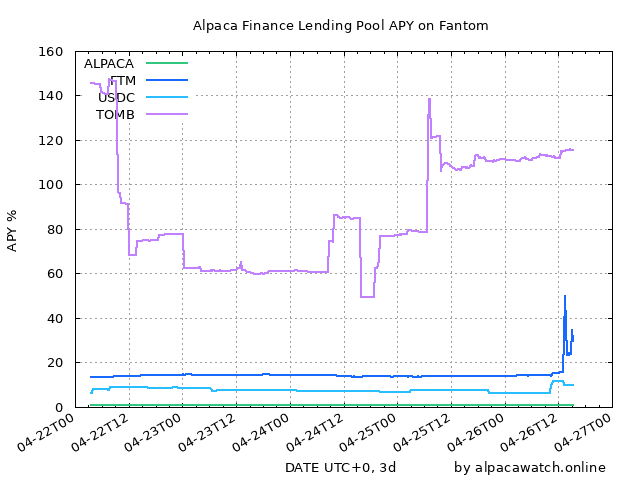 Alpaca Finance Lending Pool APY on Fantom
160
140
120
100
80
60
40
20
0
APY %
ALPACA
FTM
USDC
TOMB
04-22T00
04-22T12
04-23T00
04-23T12
04-24T00
04-24T12
04-25T00
04-25T12
04-26T00
04-26T12
04-27T00
DATE UTC+0, 3d
by alpacawatch.online